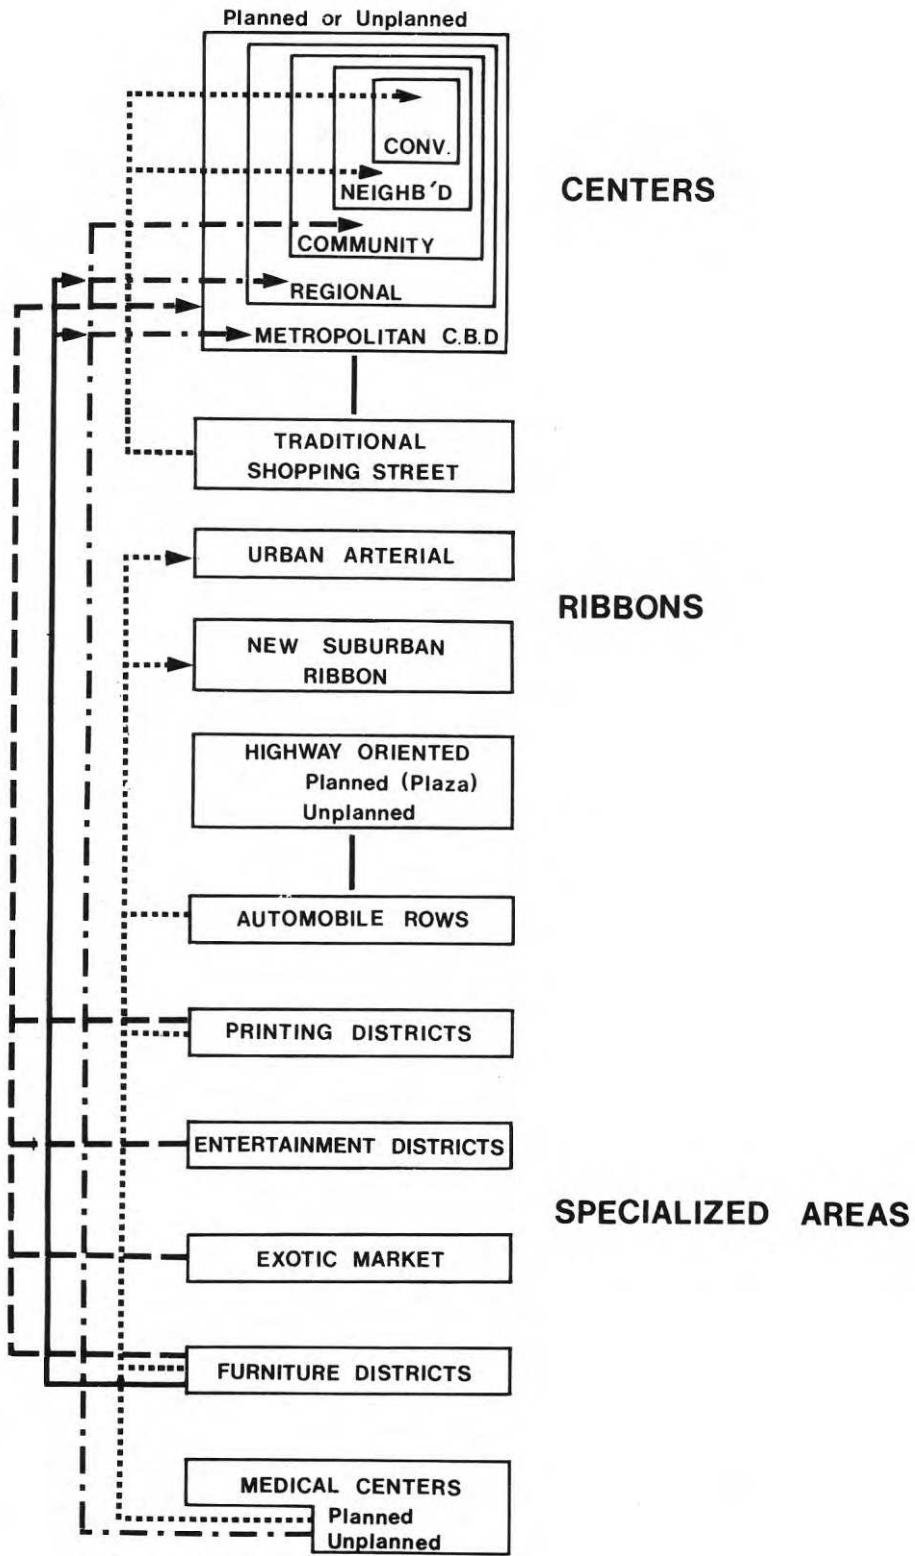 Planned or Unplanned
CONV.
NEIGHB'D
COMMUNITY
REGIONAL
METROPOLITAN C.B.D
CENTERS
TRADITIONAL
SHOPPING STREET
URBAN ARTERIAL
RIBBONS
NEW SUBURBAN
RIBBON
HIGHWAY ORIENTED
Planned (Plaza)
Unplanned
AUTOMOBILE ROWS
PRINTING DISTRICTS
ENTERTAINMENT DISTRICTS
SPECIALIZED AREAS
EXOTIC MARKET
FURNITURE DISTRICTS
MEDICAL CENTERS
Planned
Unplanned